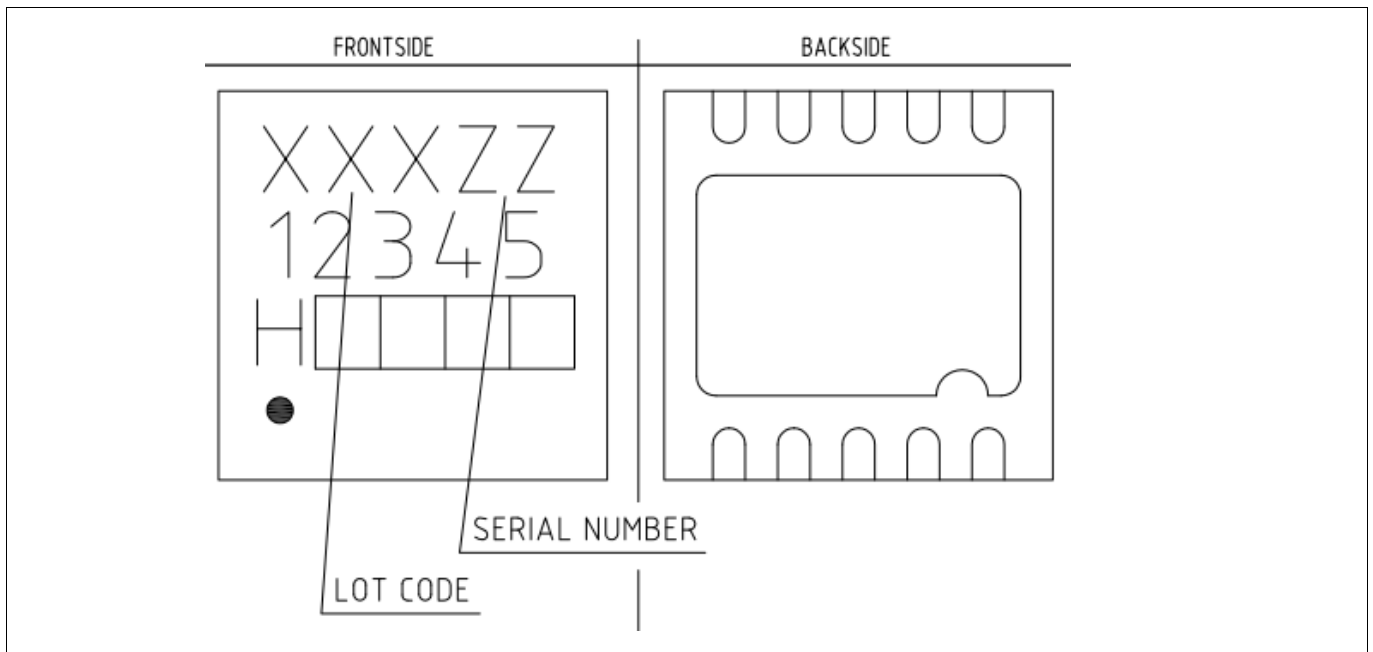 FRONTSIDE
BACKSIDE
XXXZZ
12345
H
SERIAL NUMBER
LOT CODE